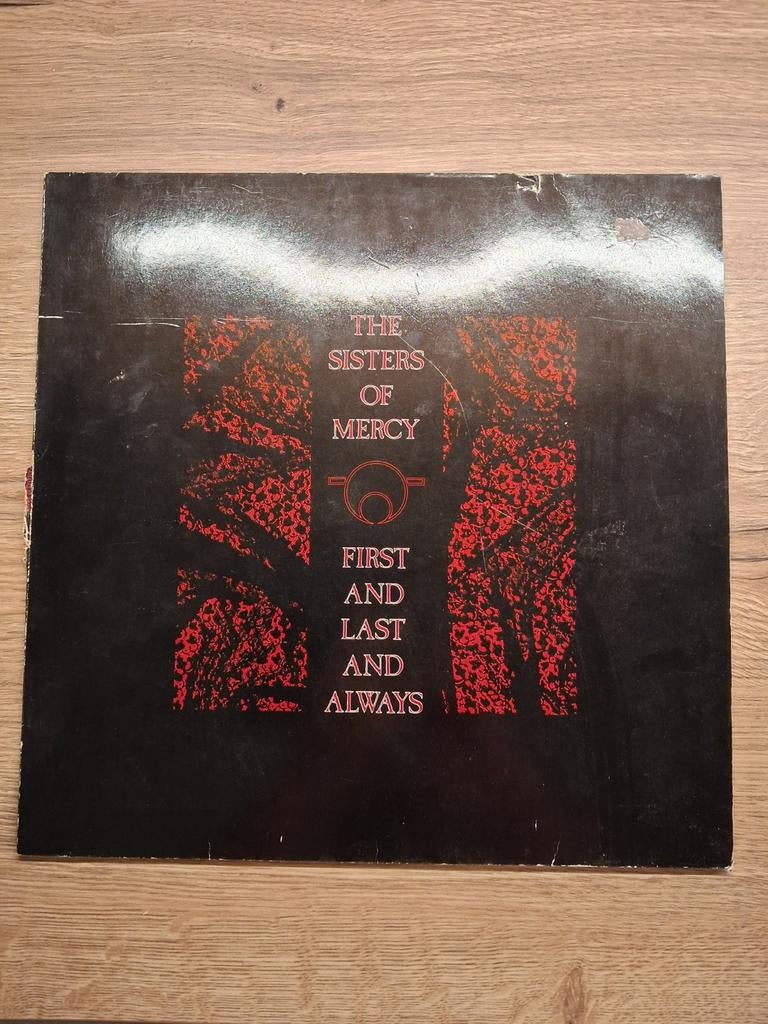 THE
SISTERS
OF
MERCY
FIRST
AND
LAST
AND
ALWAYS